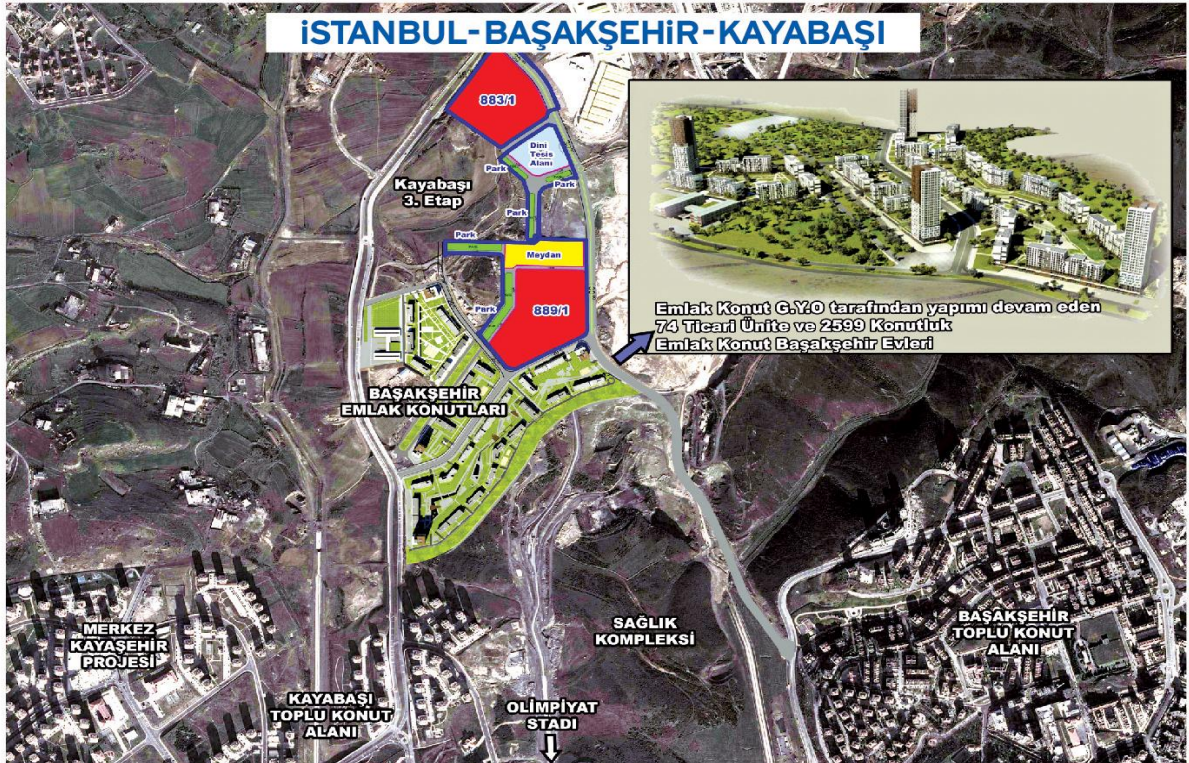 İSTANBUL-BAŞAKŞEHİR-KAYABAŞI
883/1
Dini
Tesis
Alanı
Park
Park
Kayabaşı
3. Etap
Park
Park
Meydan
Park
889/1
Emlak Konut G.Y.O tarafından yapımı devam eden
74 Ticari Ünite ve 2599 Konutluk
Emlak Konut Başakşehir Evleri
BAŞAKŞEHİR
EMLAK KONUTLARI
MERKEZ
KAYAŞEHİR
PROJESİ
KAYABAŞI
TOPLU KONUT
ALANI
SAĞLIK
KOMPLEKSİ
OLİMPİYAT
STADI
BAŞAKŞEHİR
TOPLU KONUT
ALANI